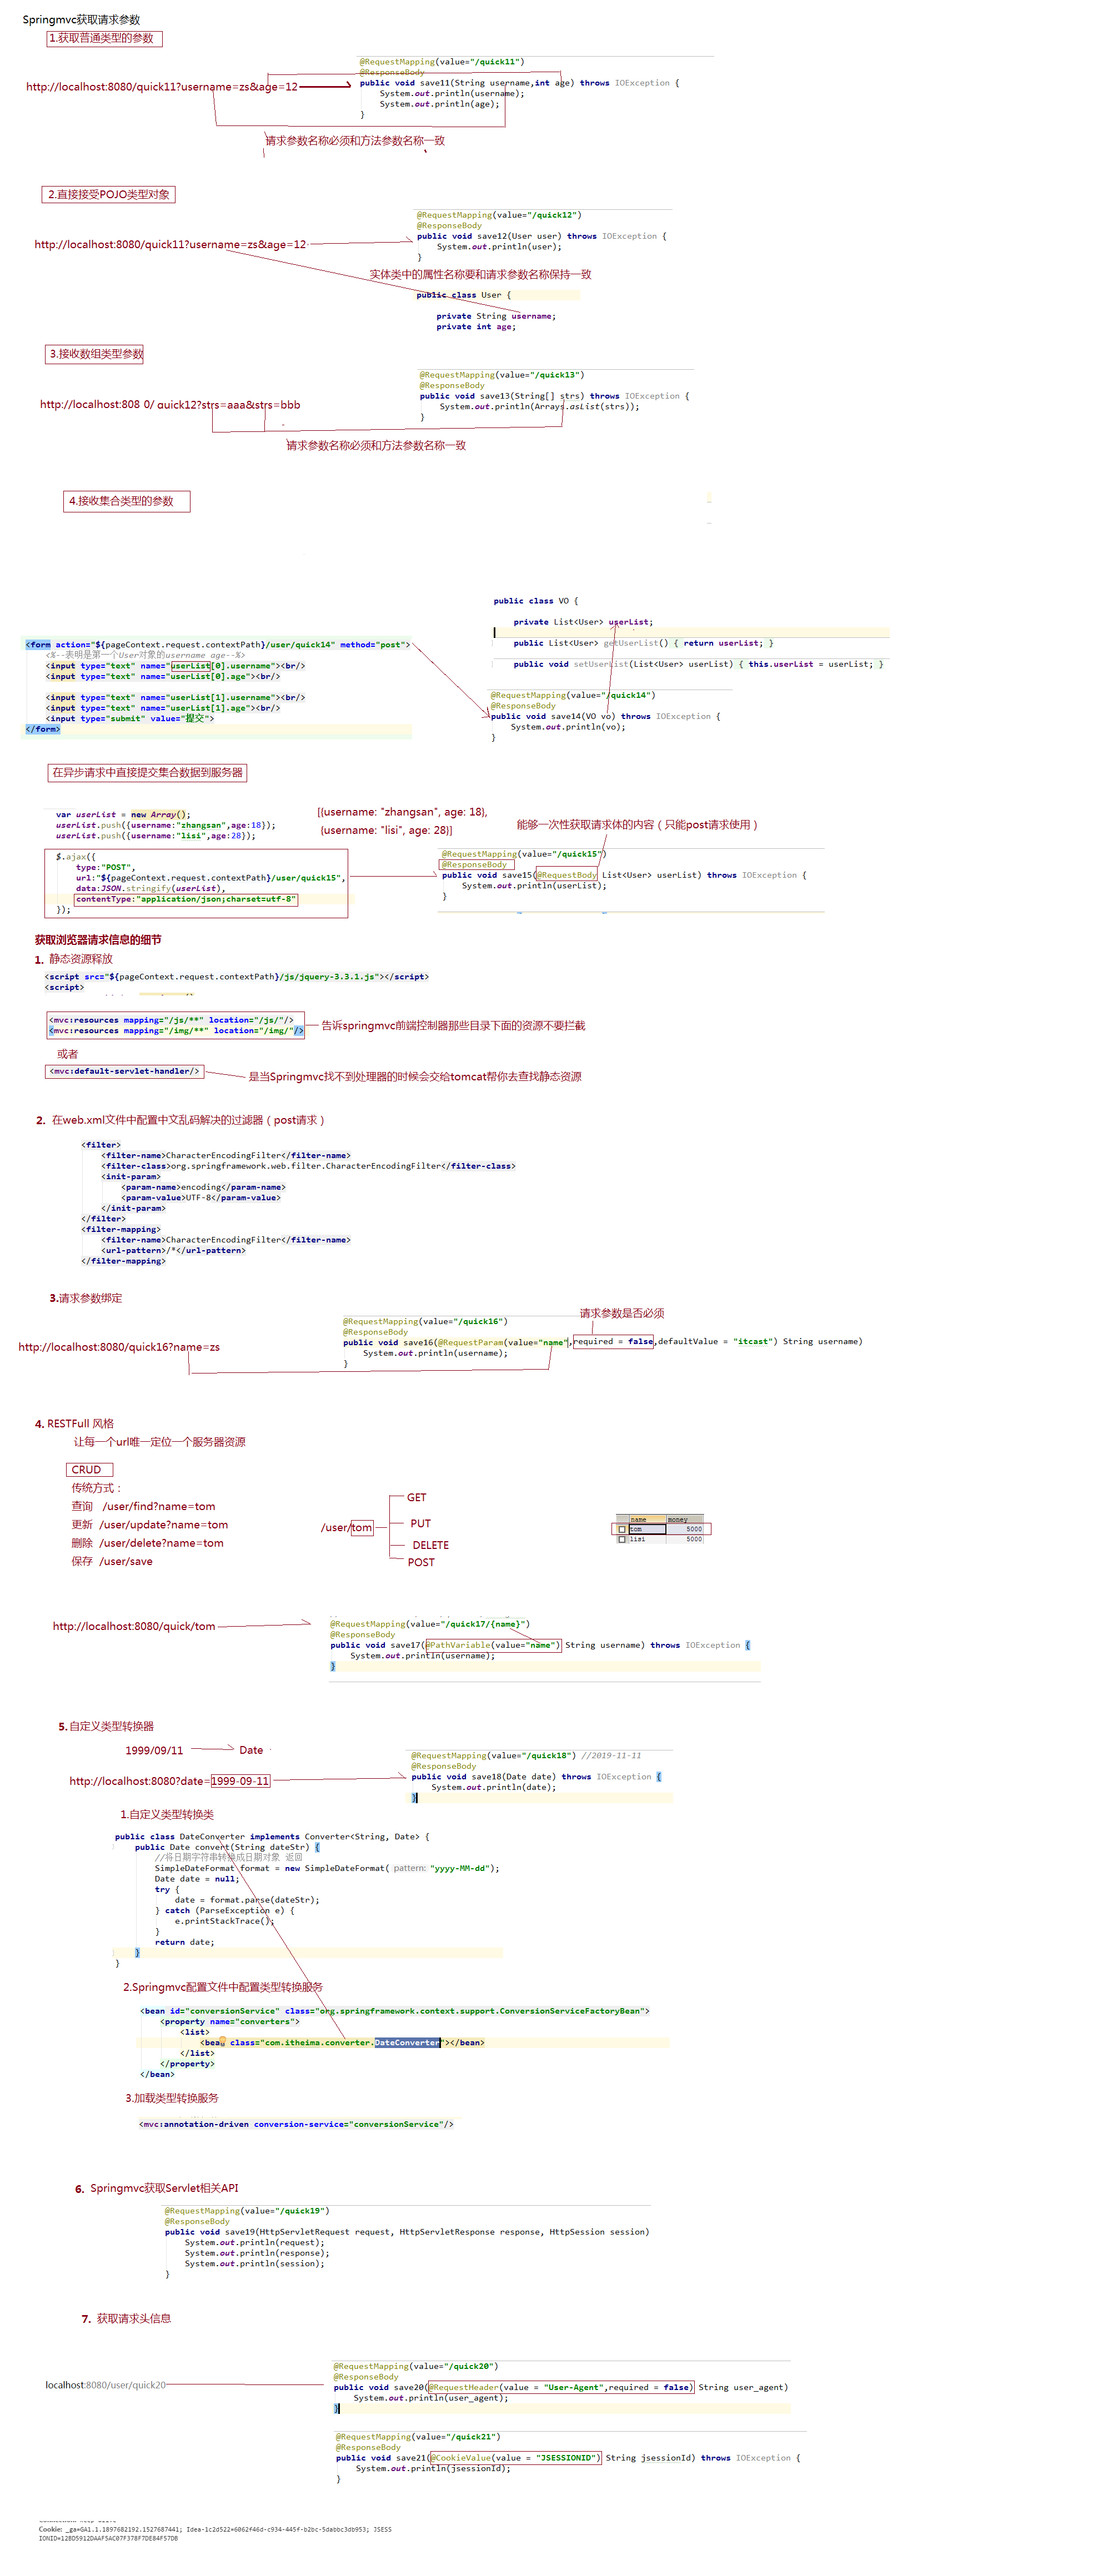 Springmvc获取请求参数
1.获取普通类型的参数
@RequestMapping(value="/quick11")
@ResponseBody
http://localhost:8080/quick11?username=zs&age=12
public void save11(String username,int age) throws IOException {
System.out.println(username);
System.out.println(age);
}
请求参数名称必须和方法参数名称一致
2.直接接受POJO类型对象
@RequestMapping(value="/quick12")
@ResponseBody
http://localhost:8080/quick11?username=zs&age=12
public void save12(User user) throws IOException {
System.out.println(user);
}
实体类中的属性名称要和请求参数名称保持一致
public class User {
private String username;
private int age;
3.接收数组类型参数
@RequestMapping(value="/quick13")
@ResponseBody
http://localhost:808 0/ quick12?strs=aaa&strs=bbb
public void save13(String[] strs) throws IOException {
System.out.println(Arrays.asList(strs));
}
请求参数名称必须和方法参数名称一致
4.接收集合类型的参数
public class VO {
private List<User> userList;
public List<User> getUserList() { return userList; }
public void setUserList(List<User> userList) { this.userList = userList; }
<form action="${pageContext.request.contextPath}/user/quick14" method="post">
<%--表明是第一个User对象的username age--%>
<input type="text" name="userList[0].username"><br/>
<input type="text" name="userList[0].age"><br/>
<input type="text" name="userList[1].username"><br/>
<input type="text" name="userList[1].age"><br/>
<input type="submit" value="提交">
</form>
@RequestMapping(value="/quick14")
@ResponseBody
public void save14(VO vo) throws IOException {
System.out.println(vo);
}
在异步请求中直接提交集合数据到服务器
var userList = new Array();
userList.push({username:"zhangsan",age:18});
userList.push({username:"lisi",age:28});
[{username: "zhangsan", age: 18},
{username: "lisi", age: 28}]
能够一次性获取请求体的内容（只能post请求使用）
$.ajax({
type:"POST",
url:"${pageContext.request.contextPath}/user/quick15",
data:JSON.stringify(userList),
contentType:"application/json;charset=utf-8"
});
@RequestMapping(value="/quick15")
@ResponseBody
public void save15(@RequestBody List<User> userList) throws IOException {
System.out.println(userList);
}
获取浏览器请求信息的细节
1. 静态资源释放
<script src="${pageContext.request.contextPath}/js/jquery-3.3.1.js"></script>
<script>
<mvc:resources mapping="/js/**" location="/js/"/>
<mvc:resources mapping="/img/**" location="/img/"/>
告诉springmvc前端控制器那些目录下面的资源不要拦截
或者
<mvc:default-servlet-handler/>
是当Springmvc找不到处理器的时候会交给tomcat帮你去查找静态资源
2. 在web.xml文件中配置中文乱码解决的过滤器（post请求）
<filter>
<filter-name>CharacterEncodingFilter</filter-name>
<filter-class>org.springframework.web.filter.CharacterEncodingFilter</filter-class>
<init-param>
<param-name>encoding</param-name>
<param-value>UTF-8</param-value>
</init-param>
</filter>
<filter-mapping>
<filter-name>CharacterEncodingFilter</filter-name>
<url-pattern>/*</url-pattern>
</filter-mapping>
3.请求参数绑定
请求参数是否必须
@RequestMapping(value="/quick16")
@ResponseBody
http://localhost:8080/quick16?name=zs
public void save16(@RequestParam(value="name",required = false,defaultValue = "itcast") String username)
System.out.println(username);
}
4. RESTFull 风格
让每一个url唯一定位一个服务器资源
CRUD
传统方式：
查询 /user/find?name=tom
更新 /user/update?name=tom
删除 /user/delete?name=tom
保存 /user/save
/user/tom
GET
PUT
DELETE
POST
name money
tom 5000
lisi 5000
http://localhost:8080/quick/tom
@RequestMapping(value="/quick17/{name}")
@ResponseBody
public void save17(@PathVariable(value="name") String username) throws IOException {
System.out.println(username);
}
5. 自定义类型转换器
1999/09/11 Date
http://localhost:8080?date=1999-09-11
@RequestMapping(value="/quick18") //2019-11-11
@ResponseBody
public void save18(Date date) throws IOException {
System.out.println(date);
}
1.自定义类型转换类
public class DateConverter implements Converter<String, Date> {
public Date convert(String dateStr) {
//将日期字符串转换成日期对象 返回
SimpleDateFormat format = new SimpleDateFormat( pattern: "yyyy-MM-dd");
Date date = null;
try {
date = format.parse(dateStr);
} catch (ParseException e) {
e.printStackTrace();
}
return date;
}
}
2.Springmvc配置文件中配置类型转换服务
<bean id="conversionService" class="org.springframework.context.support.ConversionServiceFactoryBean">
<property name="converters">
<list>
<bean class="com.itheima.converter.DateConverter"></bean>
</list>
</property>
</bean>
3.加载类型转换服务
<mvc:annotation-driven conversion-service="conversionService"/>
6. Springmvc获取Servlet相关API
@RequestMapping(value="/quick19")
@ResponseBody
public void save19(HttpServletRequest request, HttpServletResponse response, HttpSession session)
System.out.println(request);
System.out.println(response);
System.out.println(session);
}
7. 获取请求头信息
localhost:8080/user/quick20
@RequestMapping(value="/quick20")
@ResponseBody
public void save20(@RequestHeader(value = "User-Agent",required = false) String user_agent)
System.out.println(user_agent);
}
@RequestMapping(value="/quick21")
@ResponseBody
public void save21(@CookieValue(value = "JSESSIONID") String jsessionId) throws IOException {
System.out.println(jsessionId);
}
Cookie: _ga=GA1.1.1897682192.1527687441; Idea-1c2d522=6062f46d-c934-445f-b2bc-5dabbc3db953; JSESS
IONID=12BD5912DAAF5AC07F378F7DE84F57DB